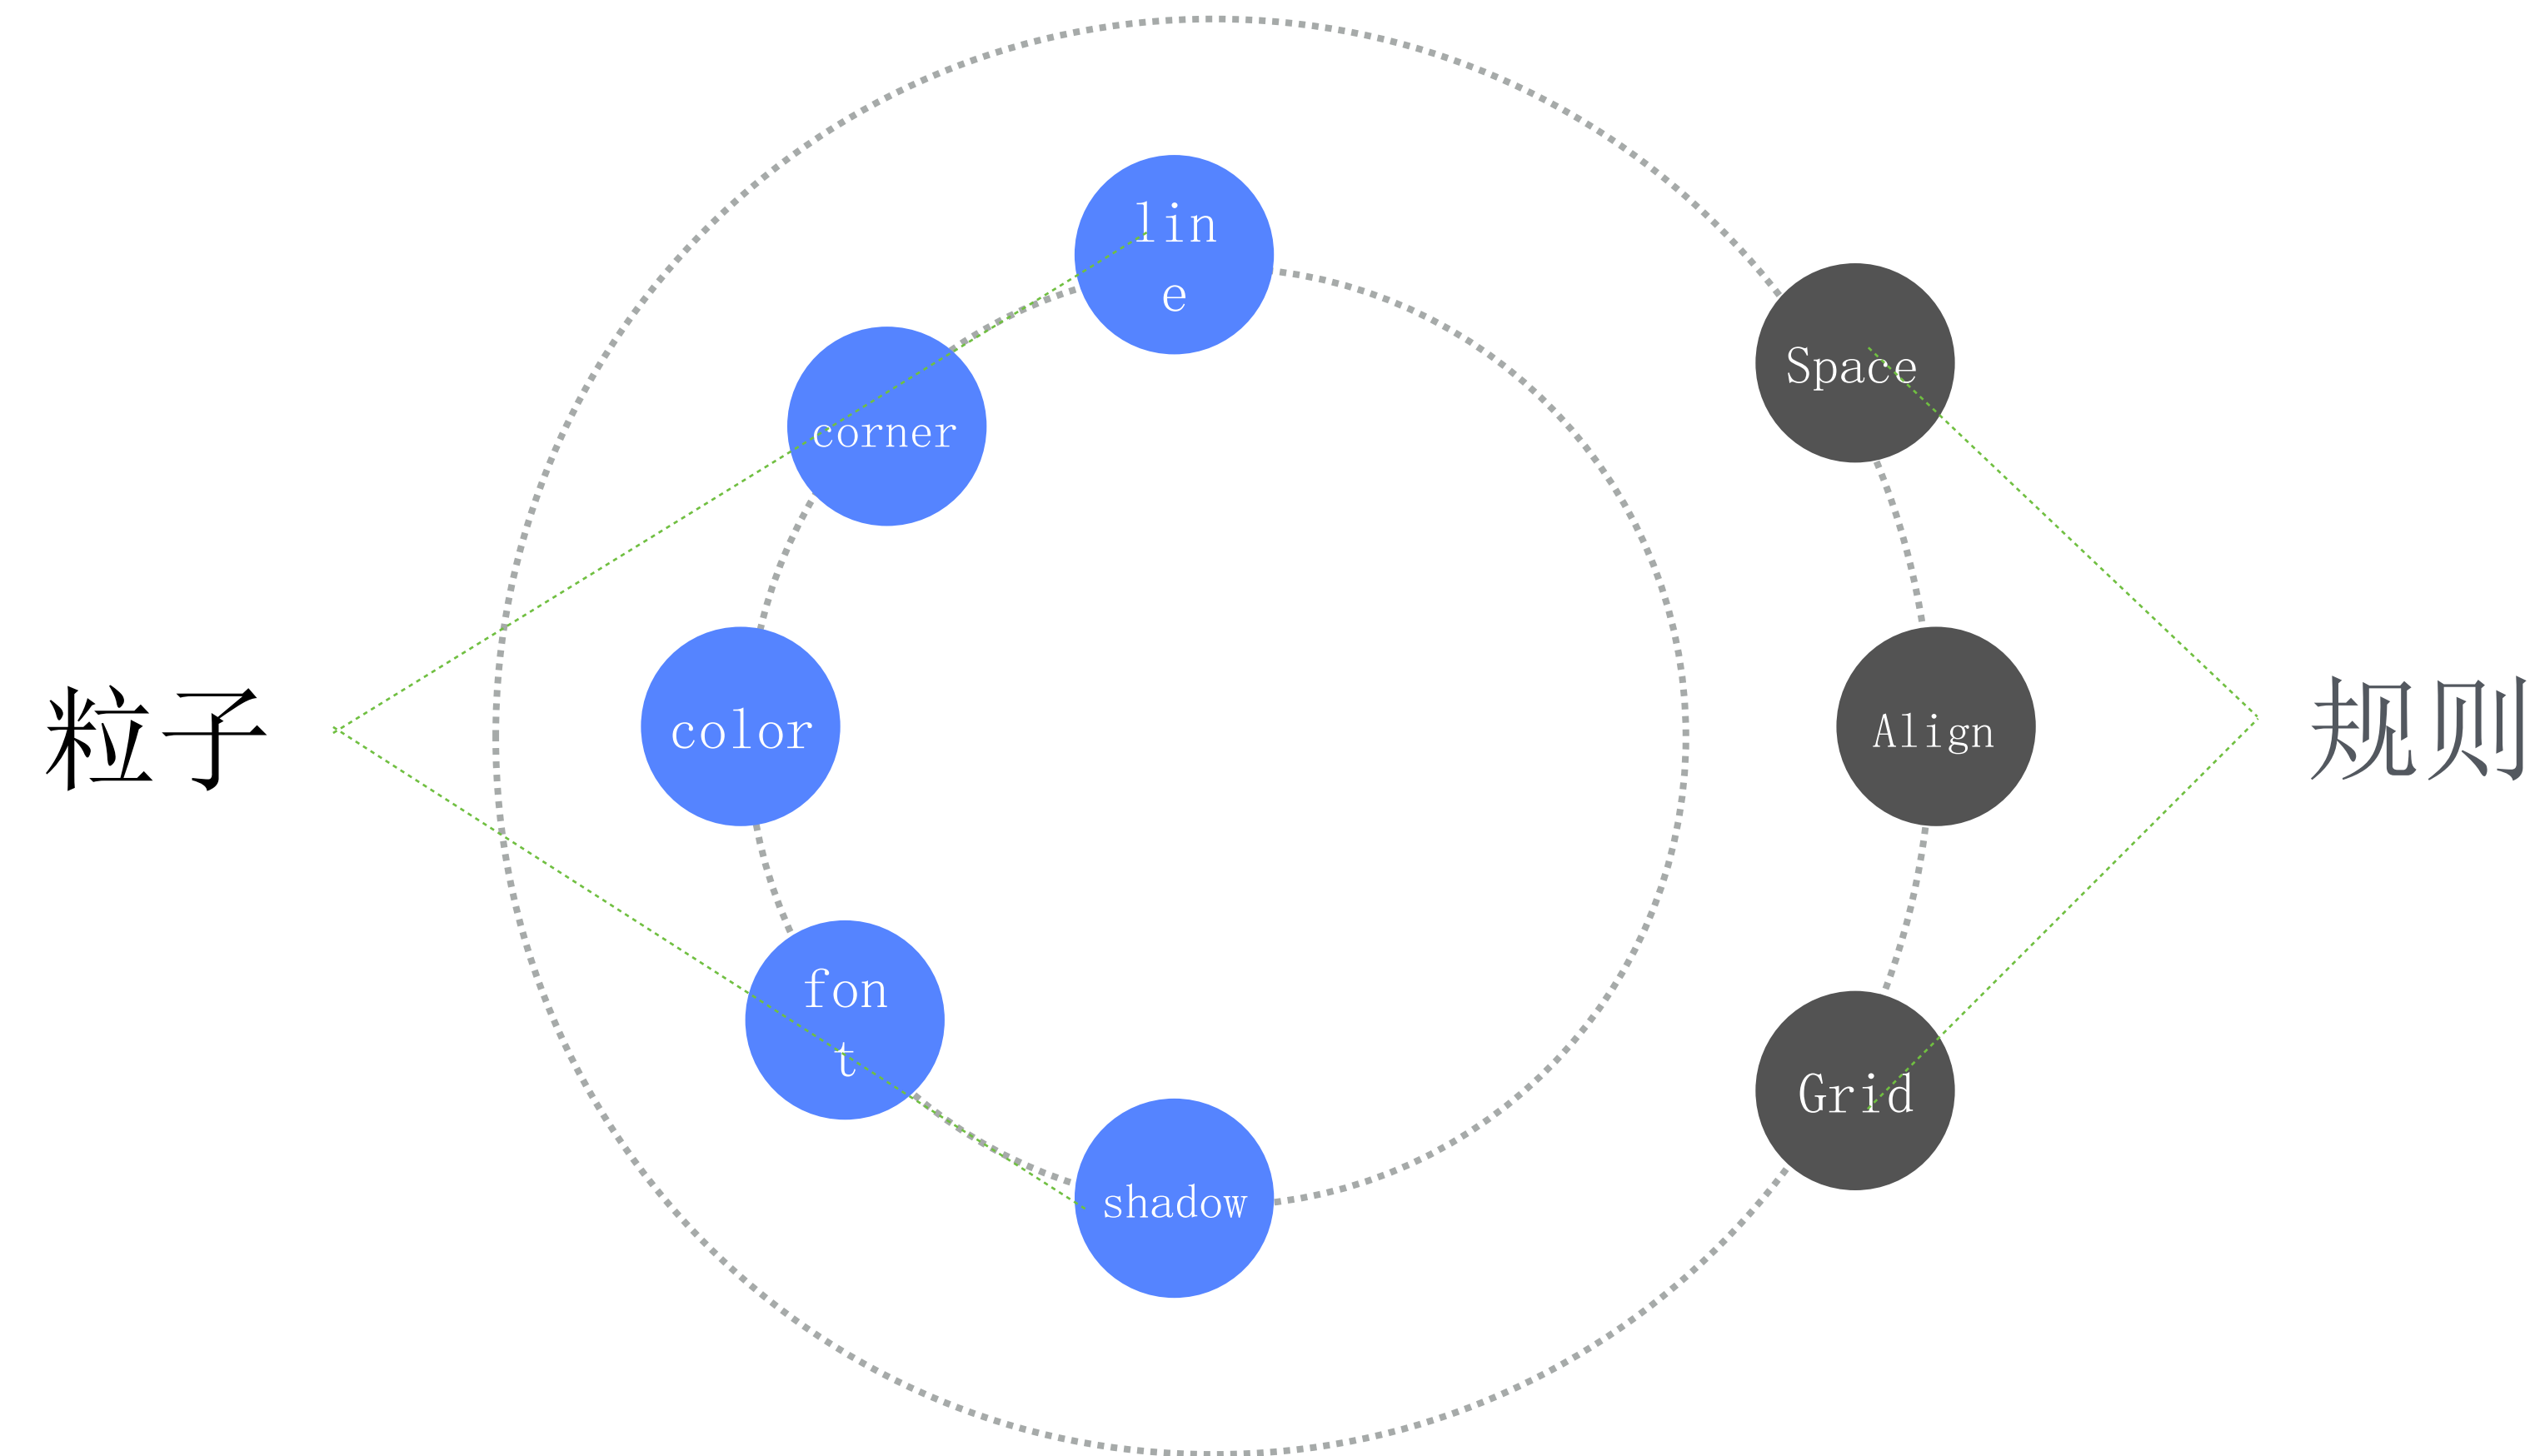 lin
e
corner
Space
粒子
color
Align
规则
fon
t
Grid
shadow